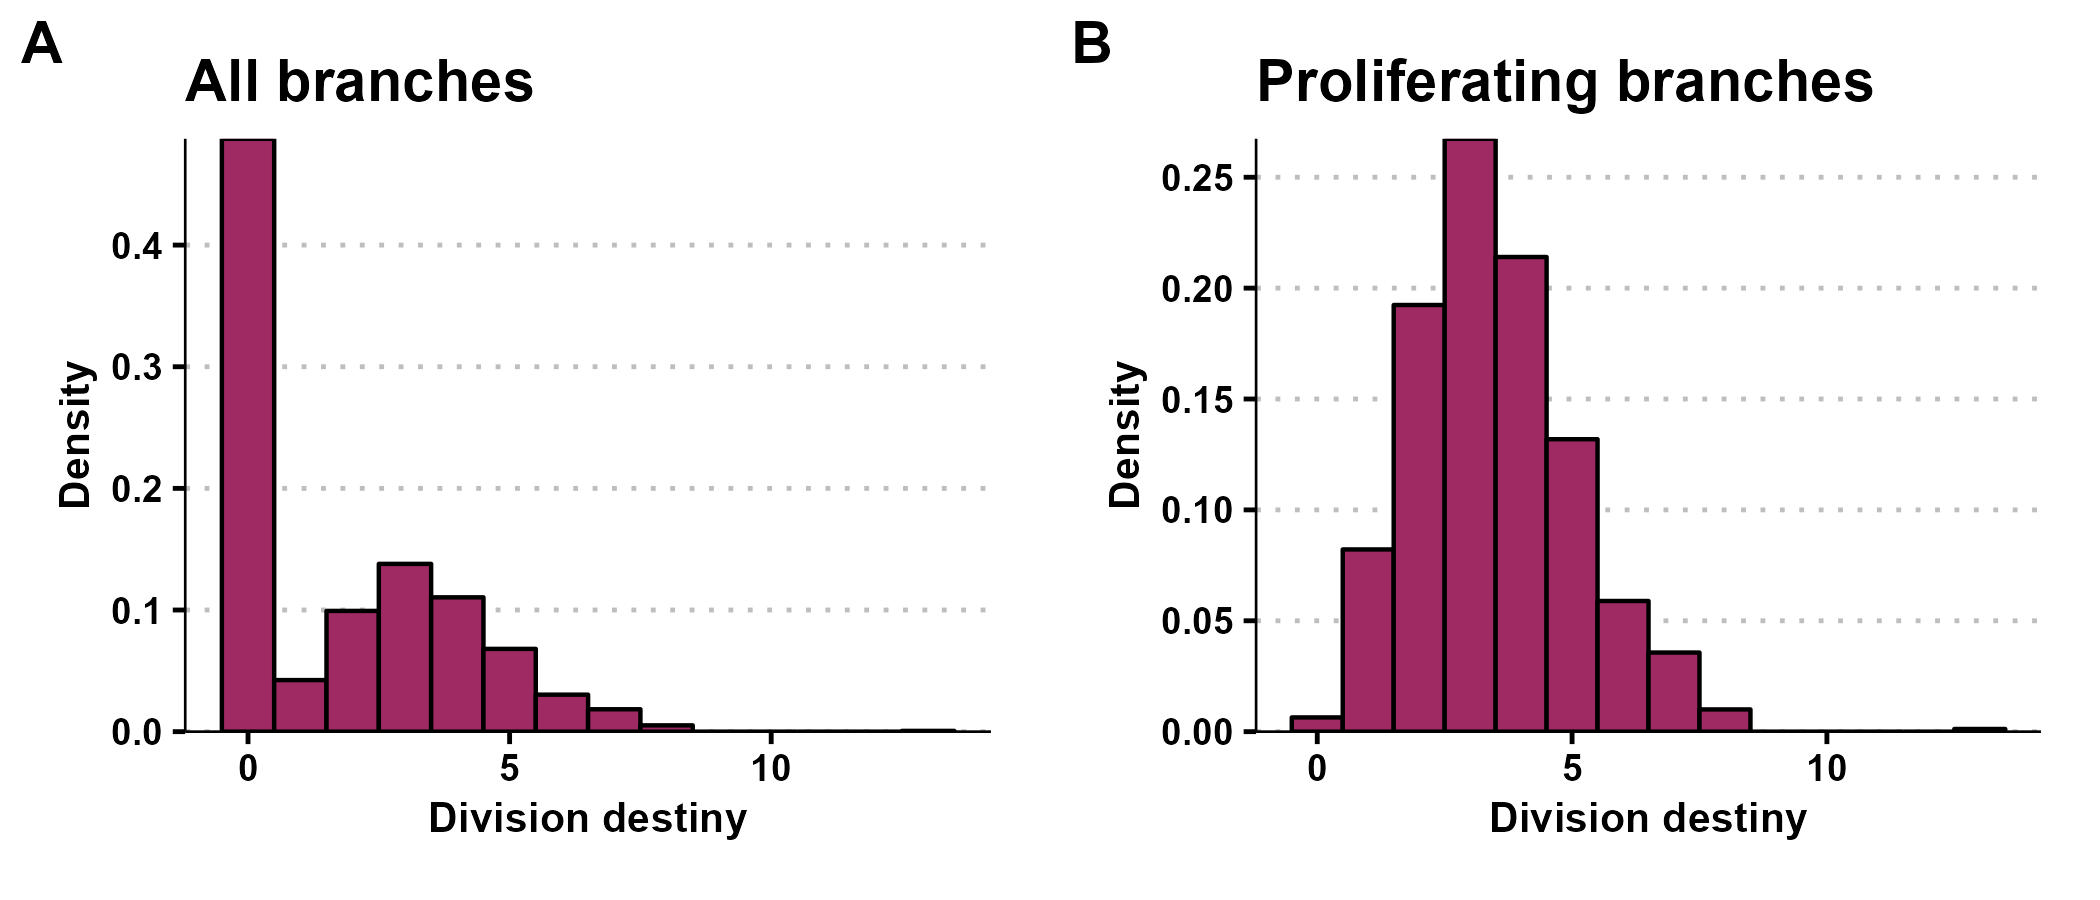 A
All branches
0.4
0.3
0.2
0.1
0.0
Density
0 5 10
Division destiny
B
Proliferating branches
0.25
0.20
0.15
0.10
0.05
0.00
Density
0 5 10
Division destiny